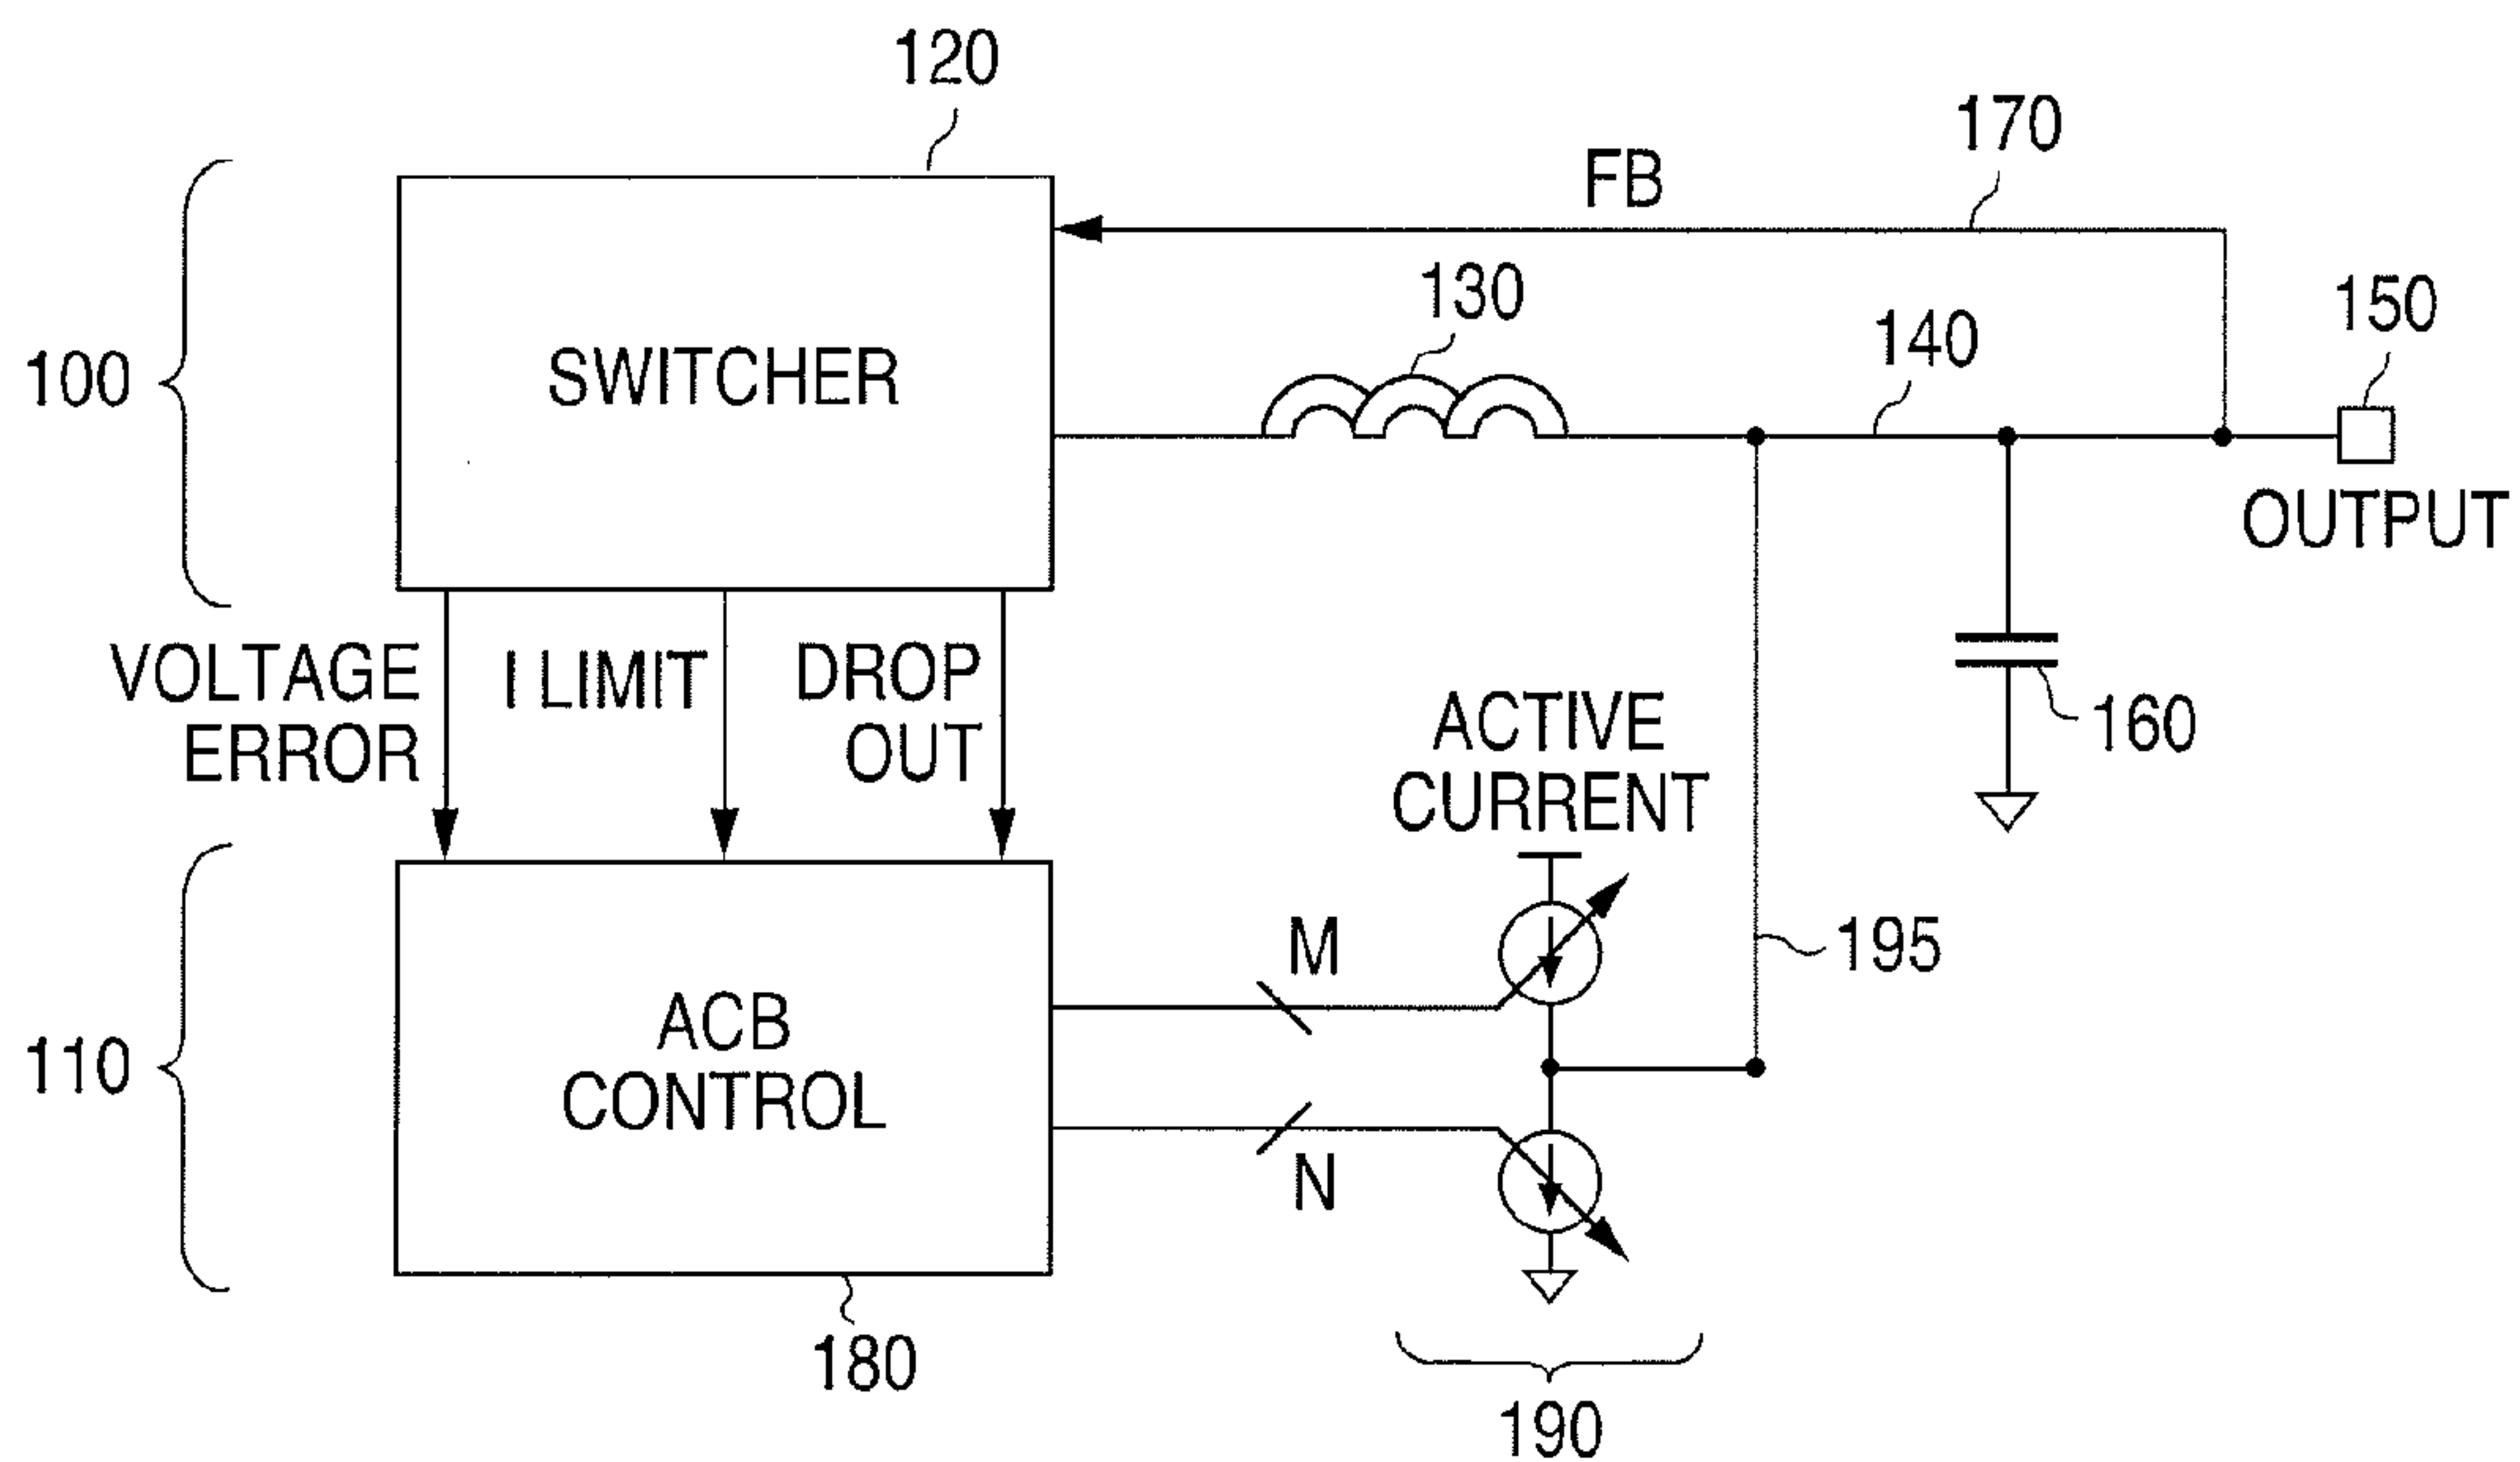 120
170
FB
130
150
140
100
SWITCHER
OUTPUT
VOLTAGE
ERROR
I LIMIT
DROP
OUT
160
ACTIVE
CURRENT
M
195
ACB
CONTROL
110
N
180
190